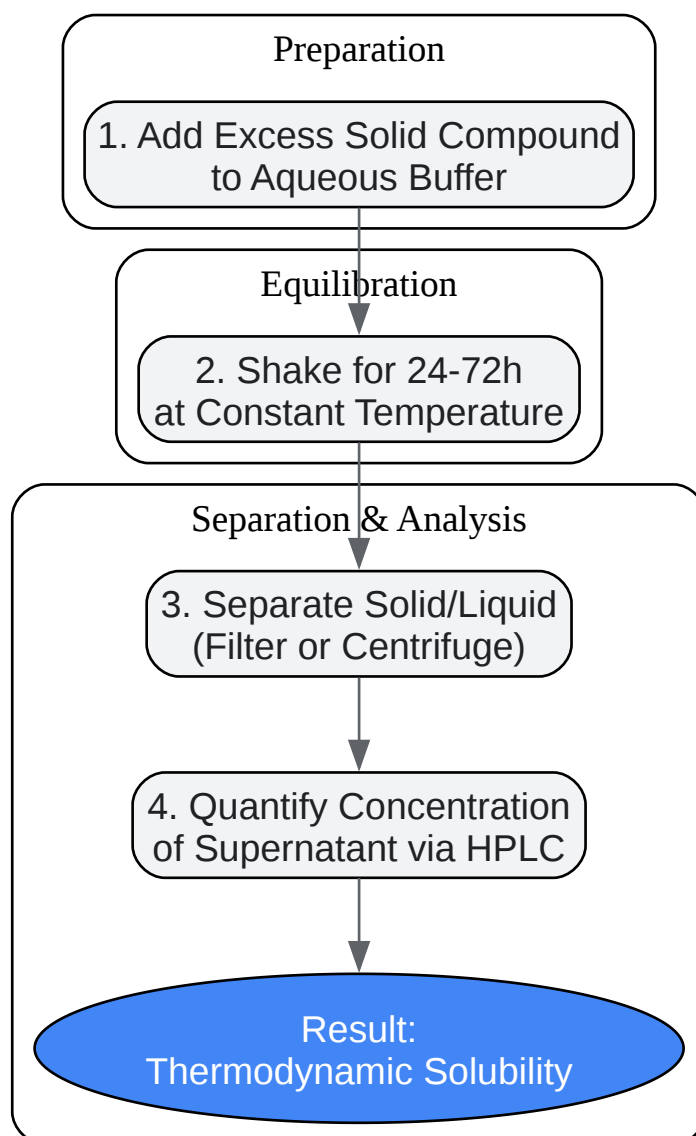 Preparation
1. Add Excess Solid Compound
to Aqueous Buffer
Equilibration
2. Shake for 24-72h
at Constant Temperature
Separation & Analysis
3. Separate Solid/Liquid
(Filter or Centrifuge)
4. Quantify Concentration
of Supernatant via HPLC
Result:
Thermodynamic Solubility